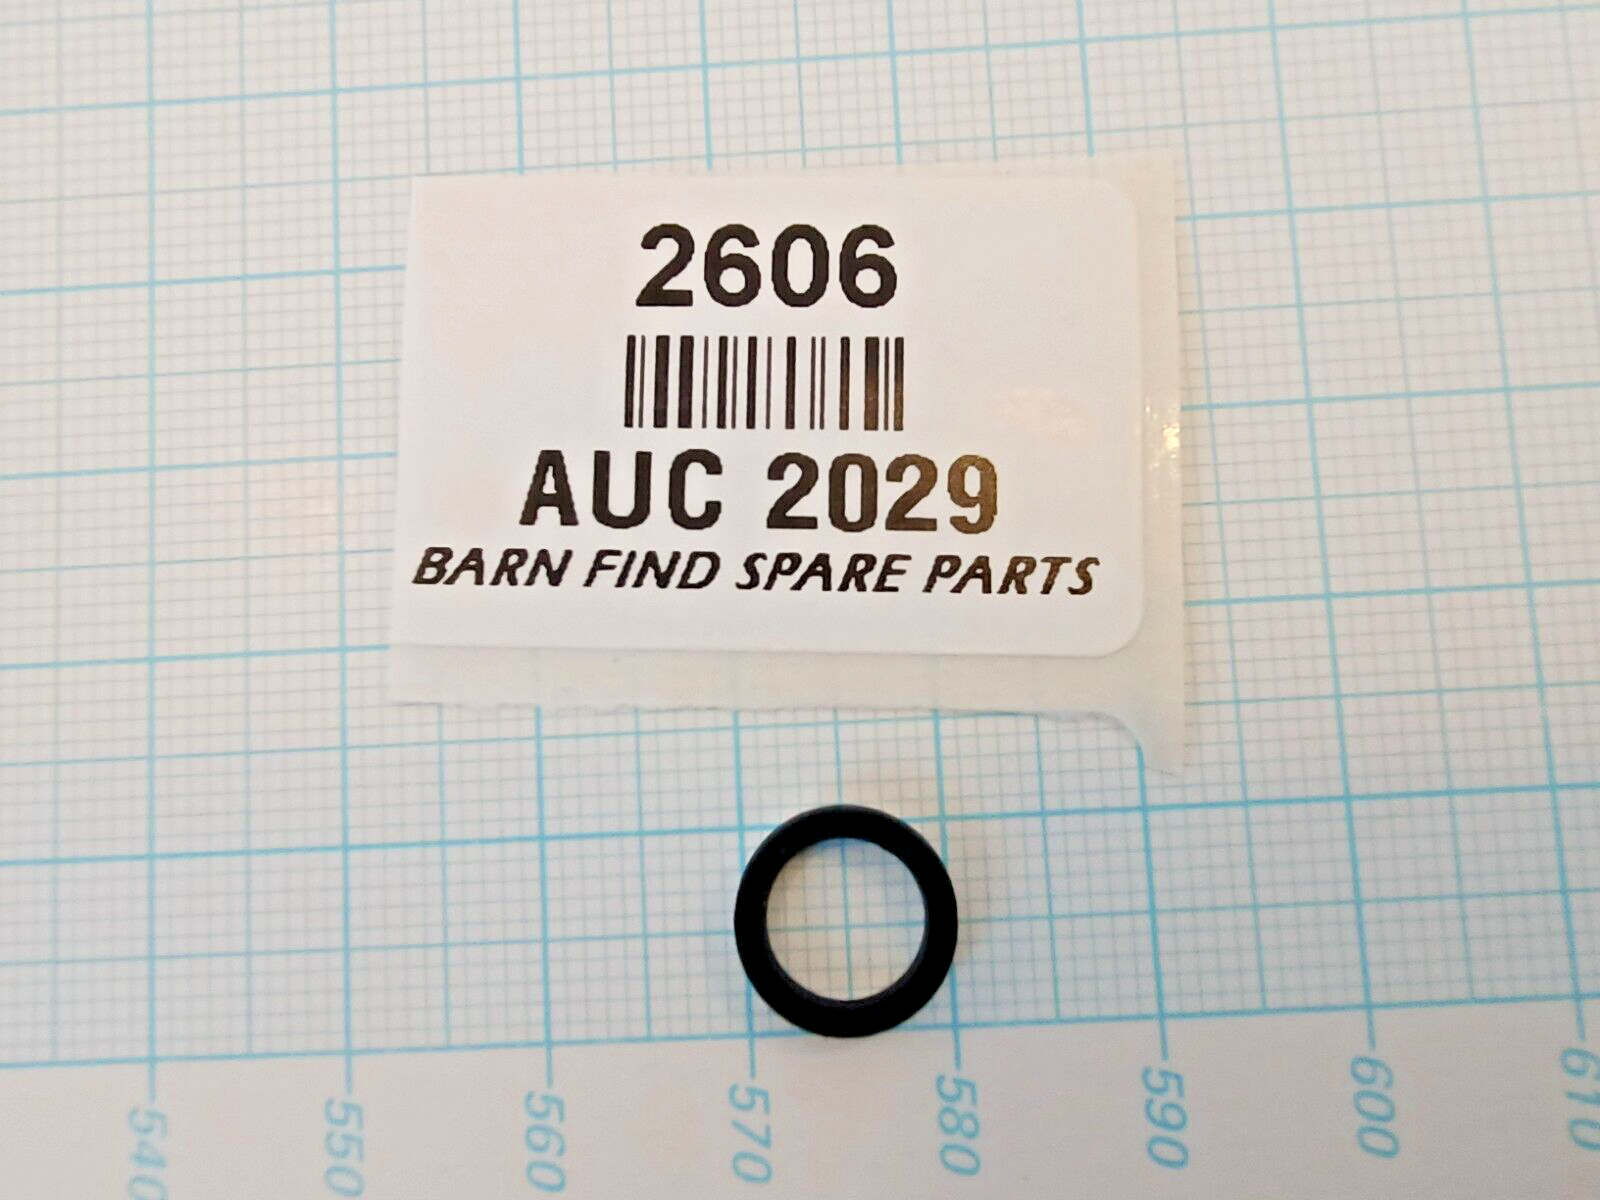 2606
AUC 2029
BARN FIND SPARE PARTS
540 550 560 570 580 590 600 610